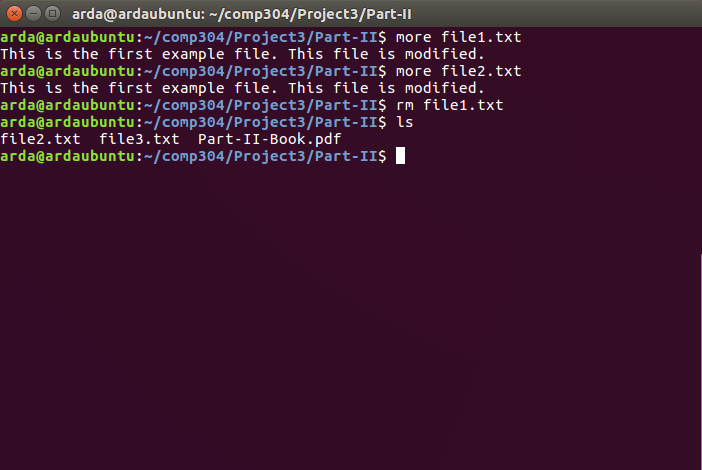 arda@ardaubuntu: ~/comp304/Project3/Part-II
arda@ardaubuntu:~/comp304/Project3/Part-II$ more file1.txt
This is the first example file. This file is modified.
arda@ardaubuntu:~/comp304/Project3/Part-II$ more file2.txt
This is the first example file. This file is modified.
arda@ardaubuntu:~/comp304/Project3/Part-II$ rm file1.txt
arda@ardaubuntu:~/comp304/Project3/Part-II$ ls
file2.txt  file3.txt  Part-II-Book.pdf
arda@ardaubuntu:~/comp304/Project3/Part-II$